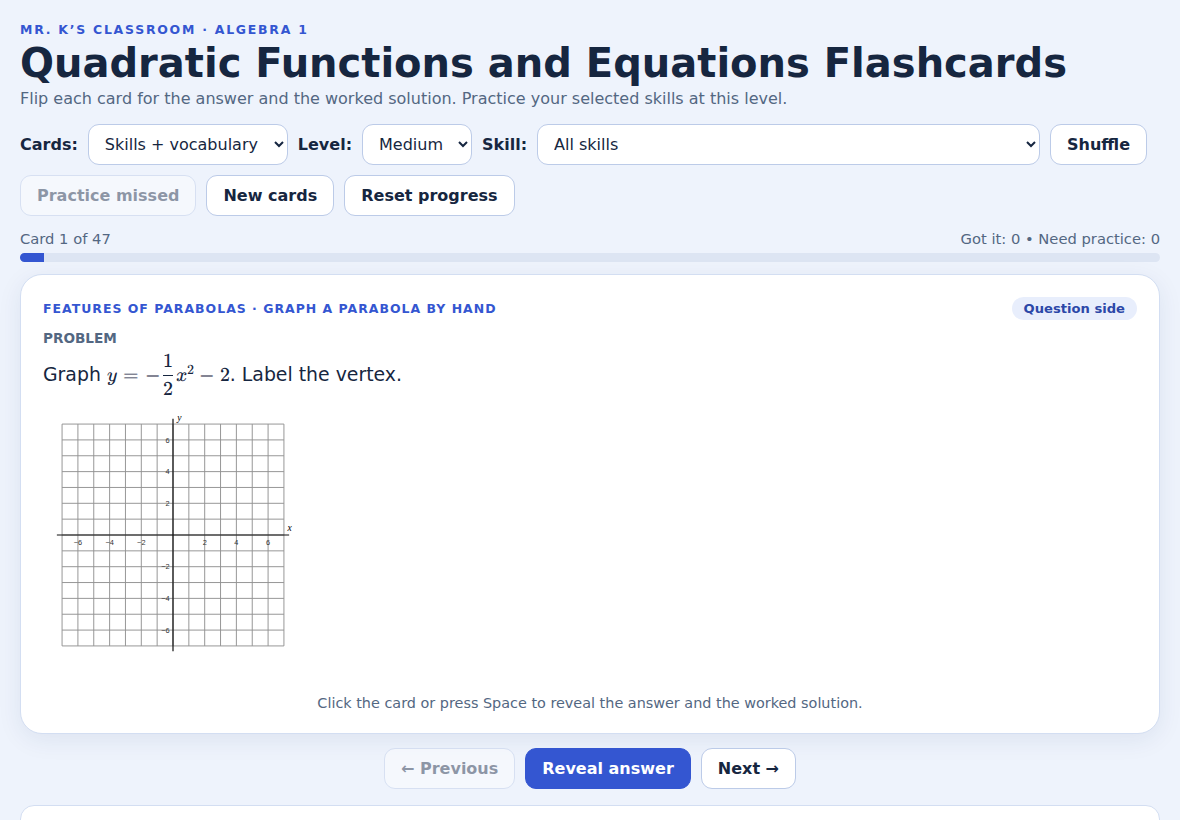 MR. K'S CLASSROOM · ALGEBRA 1
Quadratic Functions and Equations Flashcards
Flip each card for the answer and the worked solution. Practice your selected skills at this level.
Cards: Skills + vocabulary Level: Medium Skill: All skills Shuffle
Practice missed New cards Reset progress
Card 1 of 47 Got it: 0 • Need practice: 0
FEATURES OF PARABOLAS · GRAPH A PARABOLA BY HAND Question side
PROBLEM
Graph y = −1/2 x² − 2. Label the vertex.
y
6
4
2
x
−6 −4 −2 2 4 6
−2
−4
−6
Click the card or press Space to reveal the answer and the worked solution.
← Previous Reveal answer Next →